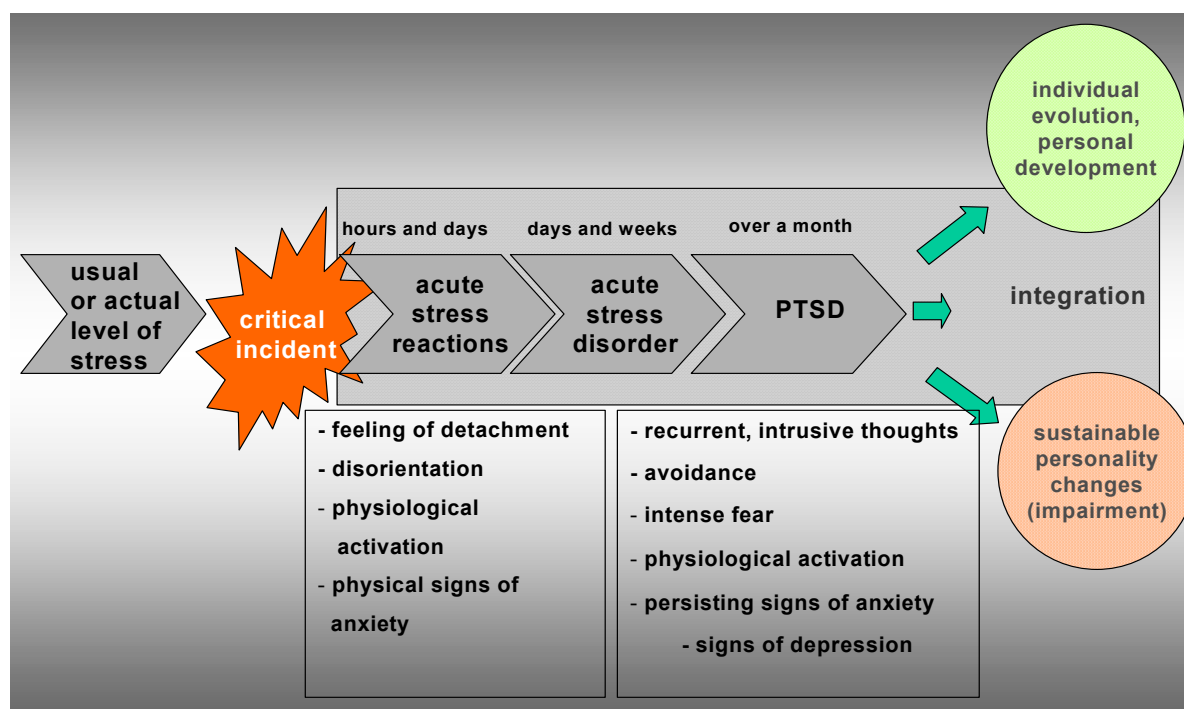 usual
or actual
level of
stress
critical
incident
hours and days
acute
stress
reactions
days and weeks
acute
stress
disorder
over a month
PTSD
individual
evolution,
personal
development
integration
sustainable
personality
changes
(impairment)
- feeling of detachment
- disorientation
- physiological
activation
- physical signs of
anxiety
- recurrent, intrusive thoughts
- avoidance
- intense fear
- physiological activation
- persisting signs of anxiety
- signs of depression